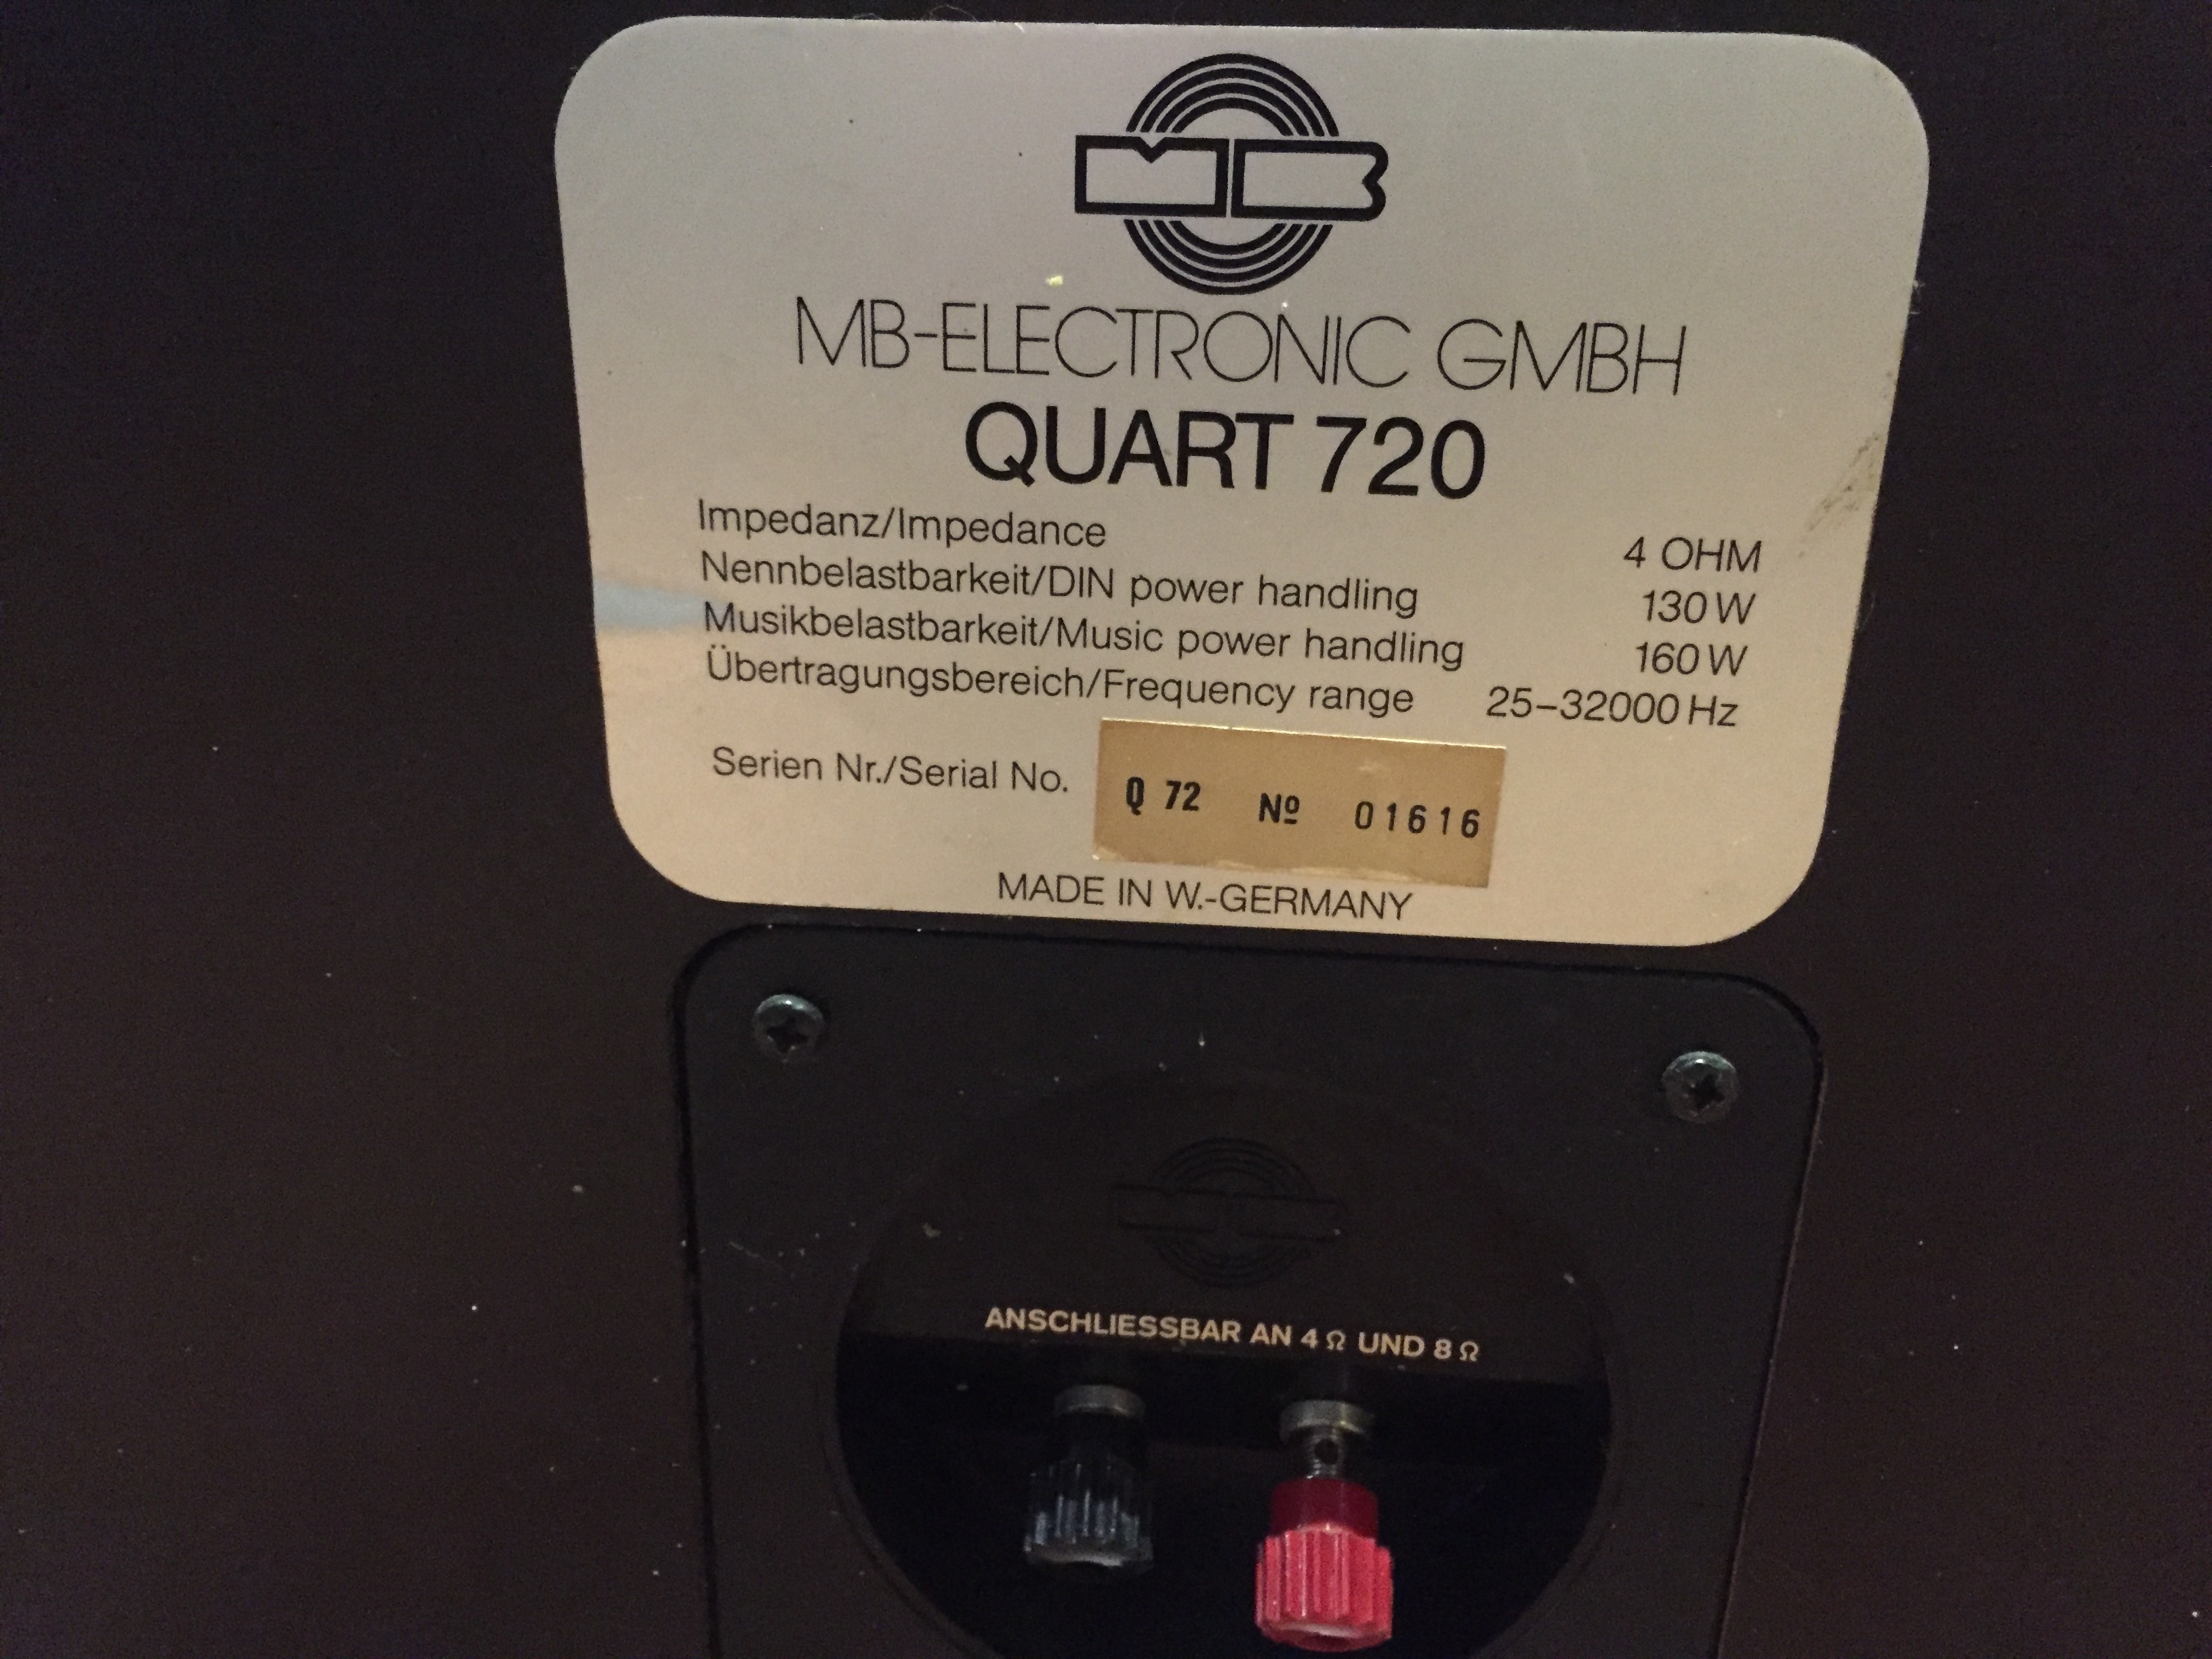 MB
MB-ELECTRONIC GMBH
QUART 720
Impedanz/Impedance 4 OHM
Nennbelastbarkeit/DIN power handling 130 W
Musikbelastbarkeit/Music power handling 160 W
Übertragungsbereich/Frequency range 25–32000 Hz
Serien Nr./Serial No. Q 72 Nº 01616
MADE IN W.-GERMANY
MB
ANSCHLIESSBAR AN 4 Ω UND 8 Ω